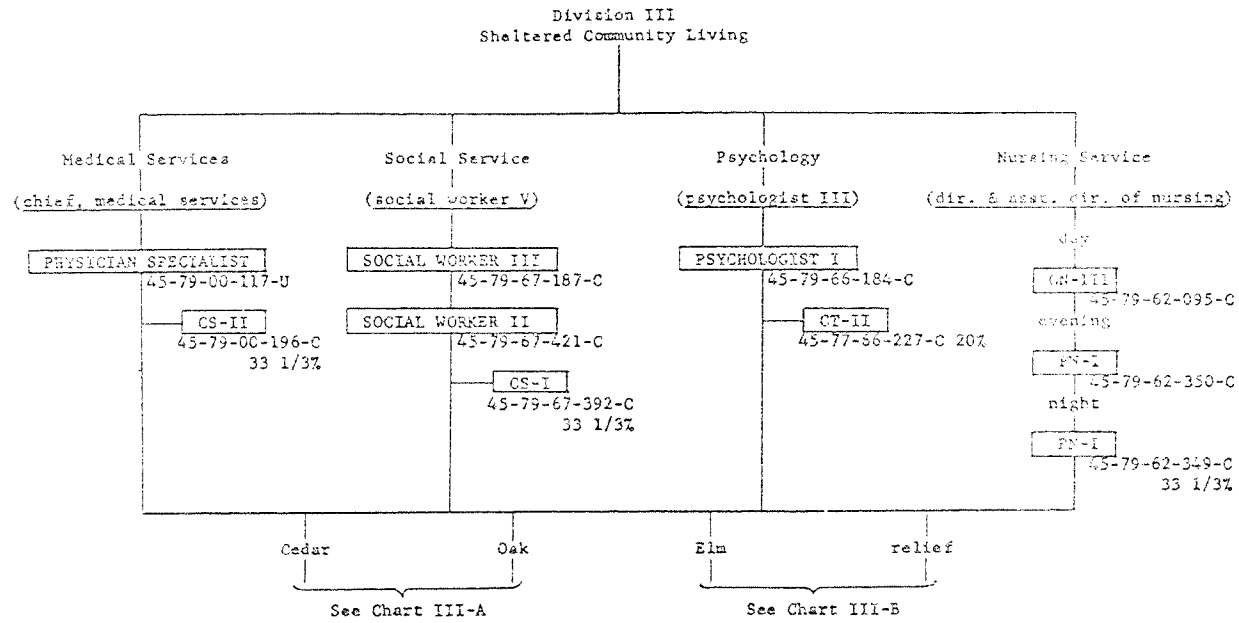 Division III
Sheltered Community Living
Medical Services
(chief, medical services)
PHYSICIAN SPECIALIST
45-79-00-117-U
CS-II
45-79-00-196-C
33 1/3%
Social Service
(social worker V)
SOCIAL WORKER III
45-79-67-187-C
SOCIAL WORKER II
45-79-67-421-C
CS-I
45-79-67-392-C
33 1/3%
Psychology
(psychologist III)
PSYCHOLOGIST I
45-79-66-184-C
CT-II
45-77-66-227-C 20%
Nursing Service
(dir. & asst. dir. of nursing)
day
GN-III
45-79-62-095-C
evening
PN-I
45-79-62-350-C
night
PN-I
45-79-62-349-C
33 1/3%
Cedar
Oak
Elm
relief
See Chart III-A
See Chart III-B